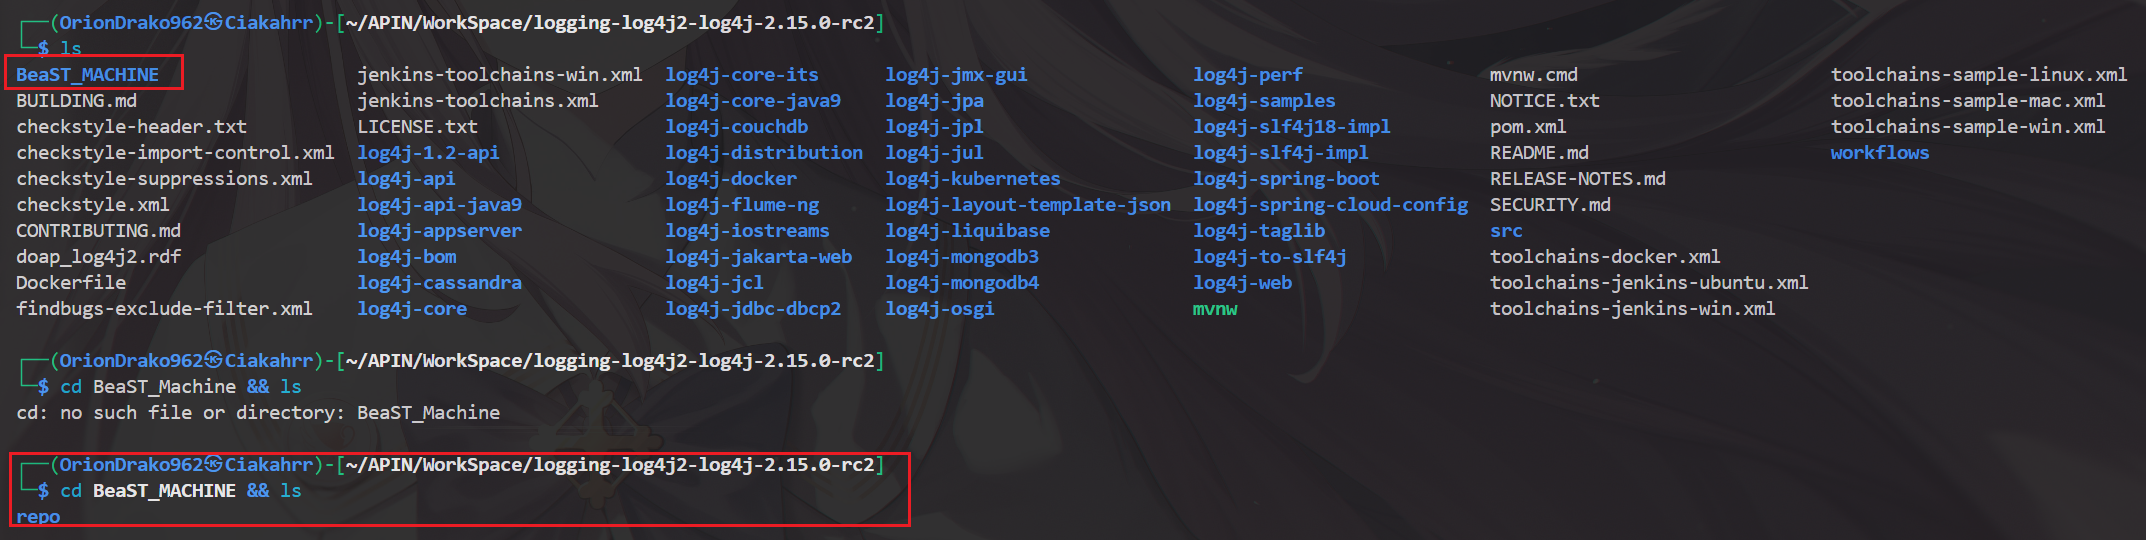 ┌──(OrionDrako962㉿Ciakahrr)-[~/APIN/WorkSpace/logging-log4j2-log4j-2.15.0-rc2]
└─$ ls
BeaST_MACHINE jenkins-toolchains-win.xml log4j-core-its log4j-jmx-gui log4j-perf mvnw.cmd toolchains-sample-linux.xml
BUILDING.md jenkins-toolchains.xml log4j-core-java9 log4j-jpa log4j-samples NOTICE.txt toolchains-sample-mac.xml
checkstyle-header.txt LICENSE.txt log4j-couchdb log4j-jpl log4j-slf4j18-impl pom.xml toolchains-sample-win.xml
checkstyle-import-control.xml log4j-1.2-api log4j-distribution log4j-jul log4j-slf4j-impl README.md workflows
checkstyle-suppressions.xml log4j-api log4j-docker log4j-kubernetes log4j-spring-boot RELEASE-NOTES.md
checkstyle.xml log4j-api-java9 log4j-flume-ng log4j-layout-template-json log4j-spring-cloud-config SECURITY.md
CONTRIBUTING.md log4j-appserver log4j-iostreams log4j-liquibase log4j-taglib src
doap_log4j2.rdf log4j-bom log4j-jakarta-web log4j-mongodb3 log4j-to-slf4j toolchains-docker.xml
Dockerfile log4j-cassandra log4j-jcl log4j-mongodb4 log4j-web toolchains-jenkins-ubuntu.xml
findbugs-exclude-filter.xml log4j-core log4j-jdbc-dbcp2 log4j-osgi mvnw toolchains-jenkins-win.xml
┌──(OrionDrako962㉿Ciakahrr)-[~/APIN/WorkSpace/logging-log4j2-log4j-2.15.0-rc2]
└─$ cd BeaST_Machine && ls
cd: no such file or directory: BeaST_Machine
┌──(OrionDrako962㉿Ciakahrr)-[~/APIN/WorkSpace/logging-log4j2-log4j-2.15.0-rc2]
└─$ cd BeaST_MACHINE && ls
repo